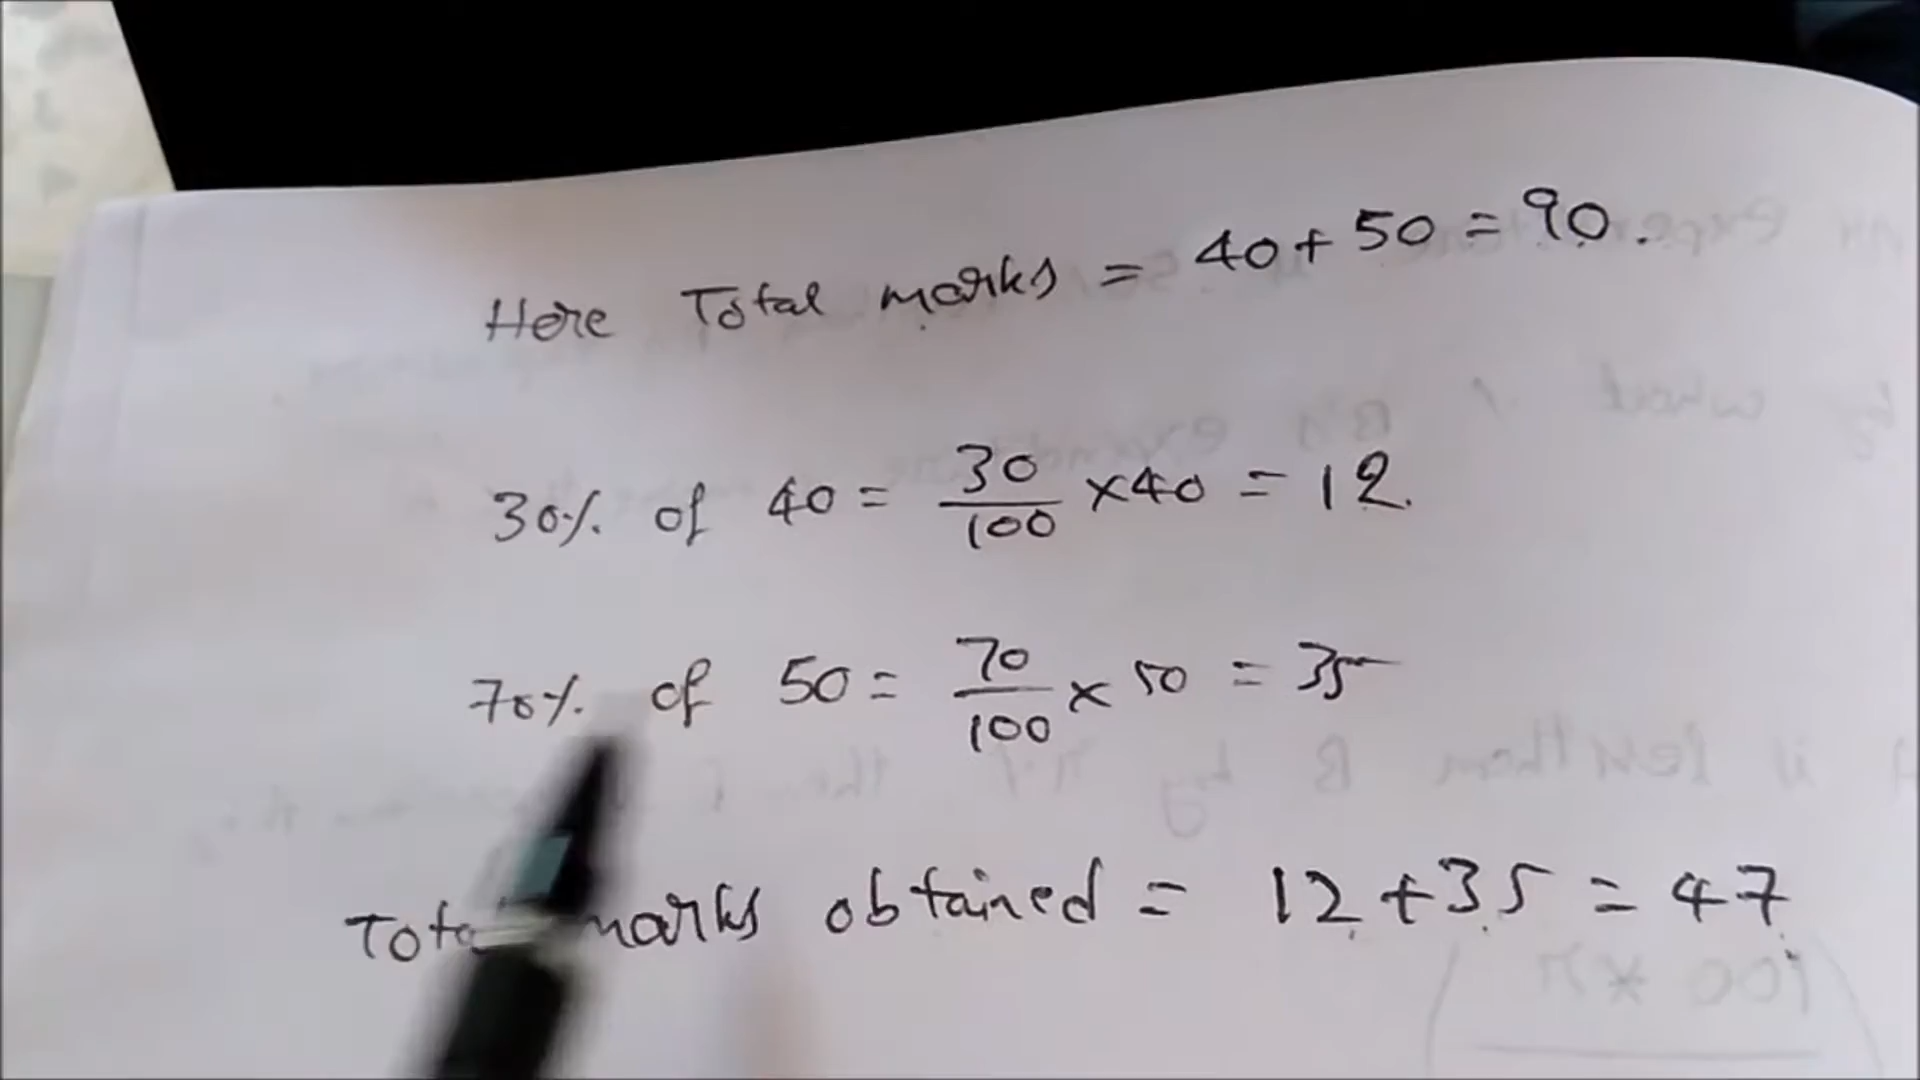 Here Total marks = 40+50=90.
30% of 40 = 30/100 ×40 = 12.
70% of 50 = 70/100 × 50 = 35
Total marks obtained = 12+35 = 47